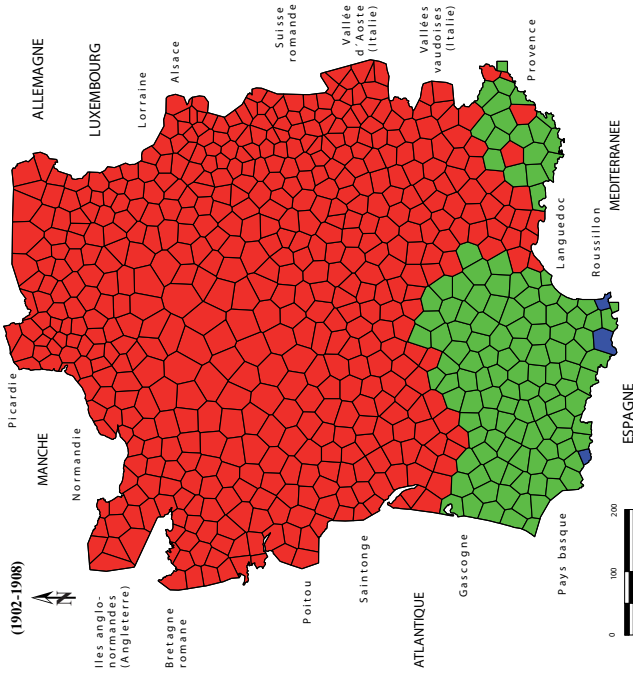 (1902-1908)
N
Picardie
MANCHE
Normandie
Iles anglo-
normandes
(Angleterre)
Bretagne
romane
Poitou
Saintonge
ATLANTIQUE
Gascogne
Pays basque
0 100 200
ESPAGNE
Roussillon
Languedoc
MEDITERRANEE
Provence
Vallées
vaudoises
(Italie)
Vallée
d'Aoste
(Italie)
Suisse
romande
Alsace
Lorraine
LUXEMBOURG
ALLEMAGNE